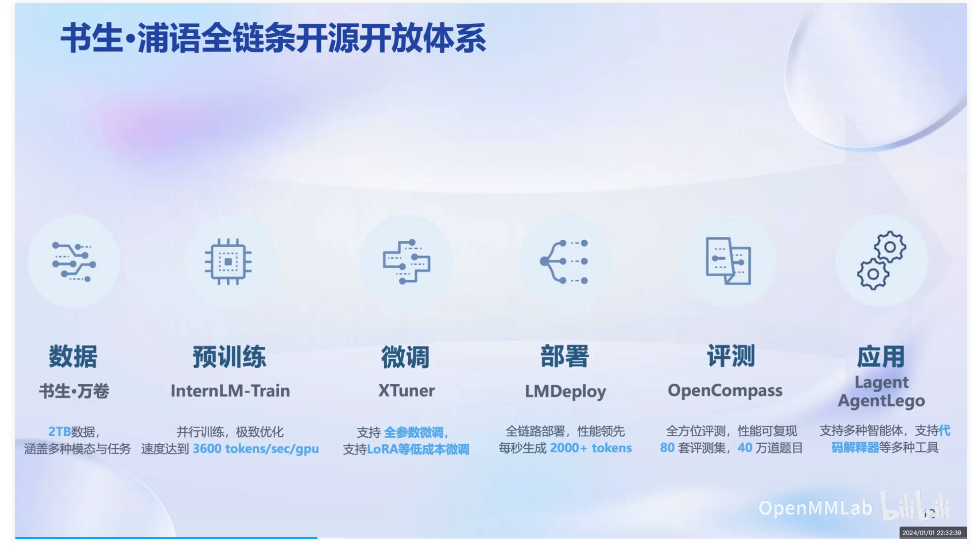 书生·浦语全链条开源开放体系
数据
书生·万卷
2TB数据，
涵盖多种模态与任务
预训练
InternLM-Train
并行训练，极致优化
速度达到 3600 tokens/sec/gpu
微调
XTuner
支持 全参数微调，
支持LoRA等低成本微调
部署
LMDeploy
全链路部署，性能领先
每秒生成 2000+ tokens
评测
OpenCompass
全方位评测，性能可复现
80 套评测集，40 万道题目
应用
Lagent
AgentLego
支持多种智能体，支持代
码解释器等多种工具
OpenMMLab bilibili
2024/01/01 22:32:39